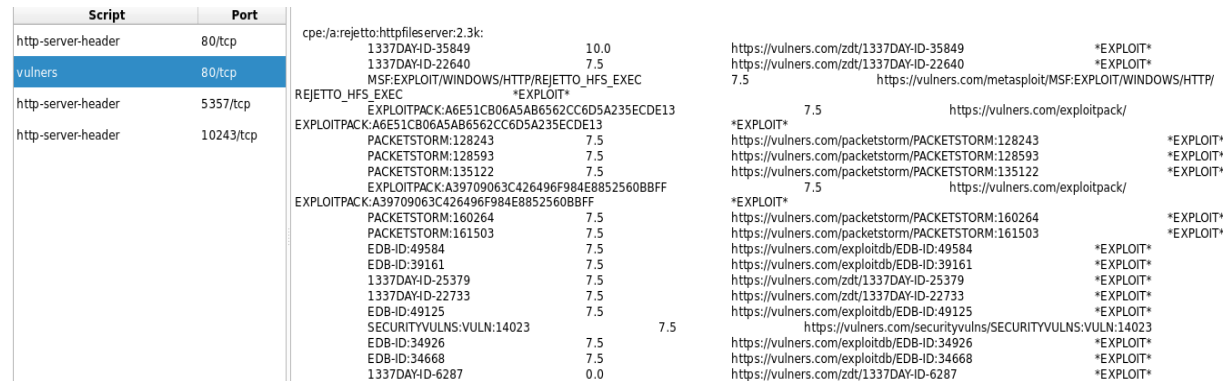 Script Port
http-server-header 80/tcp
vulners 80/tcp
http-server-header 5357/tcp
http-server-header 10243/tcp
cpe:/a:rejetto:httpfileserver:2.3k:
1337DAY-ID-35849 10.0 https://vulners.com/zdt/1337DAY-ID-35849 *EXPLOIT*
1337DAY-ID-22640 7.5 https://vulners.com/zdt/1337DAY-ID-22640 *EXPLOIT*
MSF:EXPLOIT/WINDOWS/HTTP/REJETTO_HFS_EXEC 7.5 https://vulners.com/metasploit/MSF:EXPLOIT/WINDOWS/HTTP/
REJETTO_HFS_EXEC *EXPLOIT*
EXPLOITPACK:A6E51CB06A5AB6562CC6D5A235ECDE13 7.5 https://vulners.com/exploitpack/
EXPLOITPACK:A6E51CB06A5AB6562CC6D5A235ECDE13 *EXPLOIT*
PACKETSTORM:128243 7.5 https://vulners.com/packetstorm/PACKETSTORM:128243 *EXPLOIT*
PACKETSTORM:128593 7.5 https://vulners.com/packetstorm/PACKETSTORM:128593 *EXPLOIT*
PACKETSTORM:135122 7.5 https://vulners.com/packetstorm/PACKETSTORM:135122 *EXPLOIT*
EXPLOITPACK:A39709063C426496F984E8852560BBFF 7.5 https://vulners.com/exploitpack/
EXPLOITPACK:A39709063C426496F984E8852560BBFF *EXPLOIT*
PACKETSTORM:160264 7.5 https://vulners.com/packetstorm/PACKETSTORM:160264 *EXPLOIT*
PACKETSTORM:161503 7.5 https://vulners.com/packetstorm/PACKETSTORM:161503 *EXPLOIT*
EDB-ID:49584 7.5 https://vulners.com/exploitdb/EDB-ID:49584 *EXPLOIT*
EDB-ID:39161 7.5 https://vulners.com/exploitdb/EDB-ID:39161 *EXPLOIT*
1337DAY-ID-25379 7.5 https://vulners.com/zdt/1337DAY-ID-25379 *EXPLOIT*
1337DAY-ID-22733 7.5 https://vulners.com/zdt/1337DAY-ID-22733 *EXPLOIT*
EDB-ID:49125 7.5 https://vulners.com/exploitdb/EDB-ID:49125 *EXPLOIT*
SECURITYVULNS:VULN:14023 7.5 https://vulners.com/securityvulns/SECURITYVULNS:VULN:14023
EDB-ID:34926 7.5 https://vulners.com/exploitdb/EDB-ID:34926 *EXPLOIT*
EDB-ID:34668 7.5 https://vulners.com/exploitdb/EDB-ID:34668 *EXPLOIT*
1337DAY-ID-6287 0.0 https://vulners.com/zdt/1337DAY-ID-6287 *EXPLOIT*